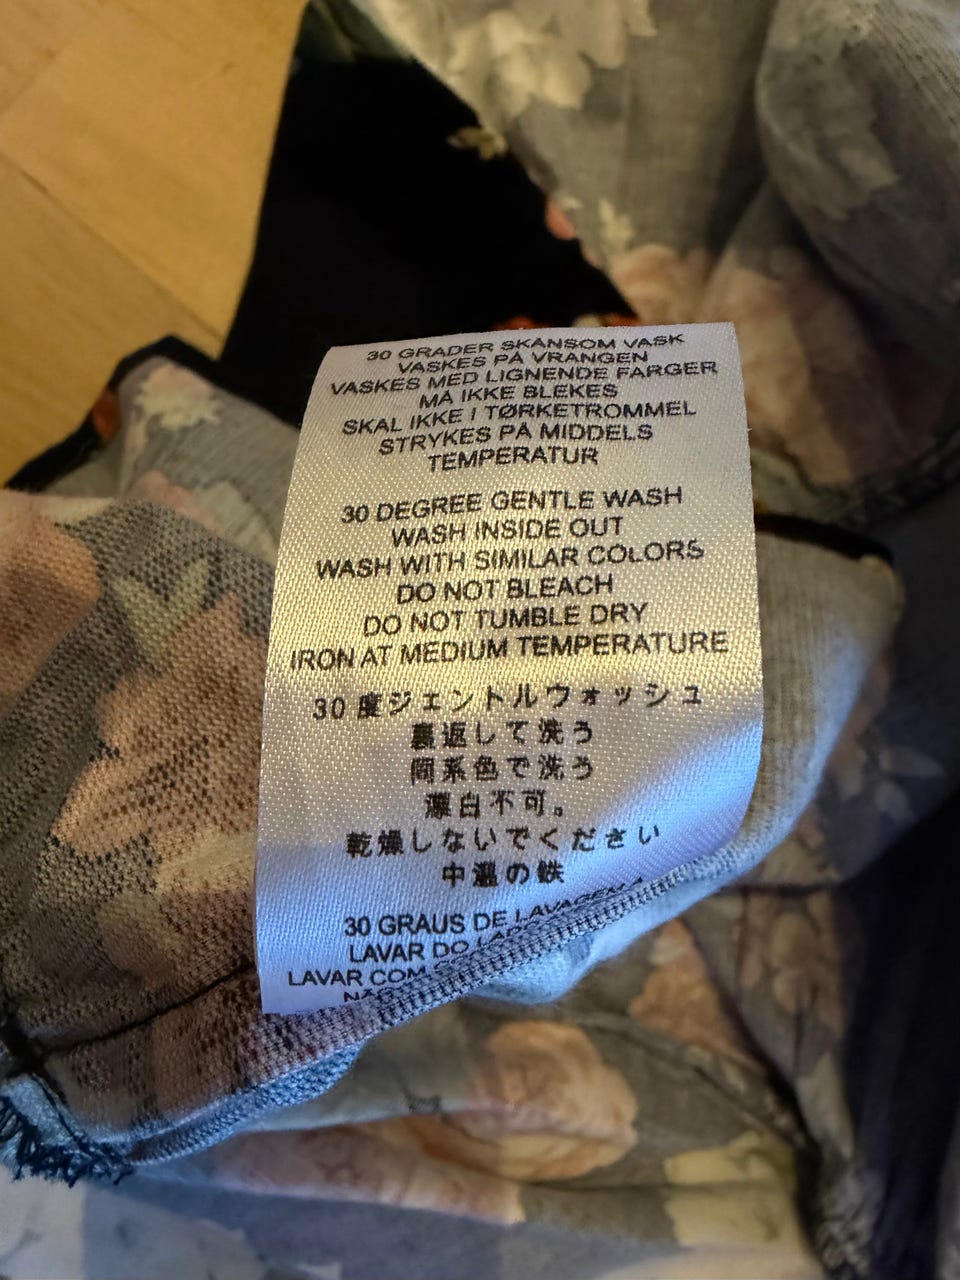 30 GRADER SKANSOM VASK
VASKES PÅ VRANGEN
VASKES MED LIGNENDE FARGER
MA IKKE BLEKES
SKAL IKKE I TØRKETROMMEL
STRYKES PÅ MIDDELS
TEMPERATUR
30 DEGREE GENTLE WASH
WASH INSIDE OUT
WASH WITH SIMILAR COLORS
DO NOT BLEACH
DO NOT TUMBLE DRY
IRON AT MEDIUM TEMPERATURE
30 度ジェントルウォッシュ
裏返して洗う
同系色で洗う
漂白不可。
乾燥しないでください
中温の鉄
30 GRAUS DE LAVAGEM A
LAVAR DO
LAVAR COM